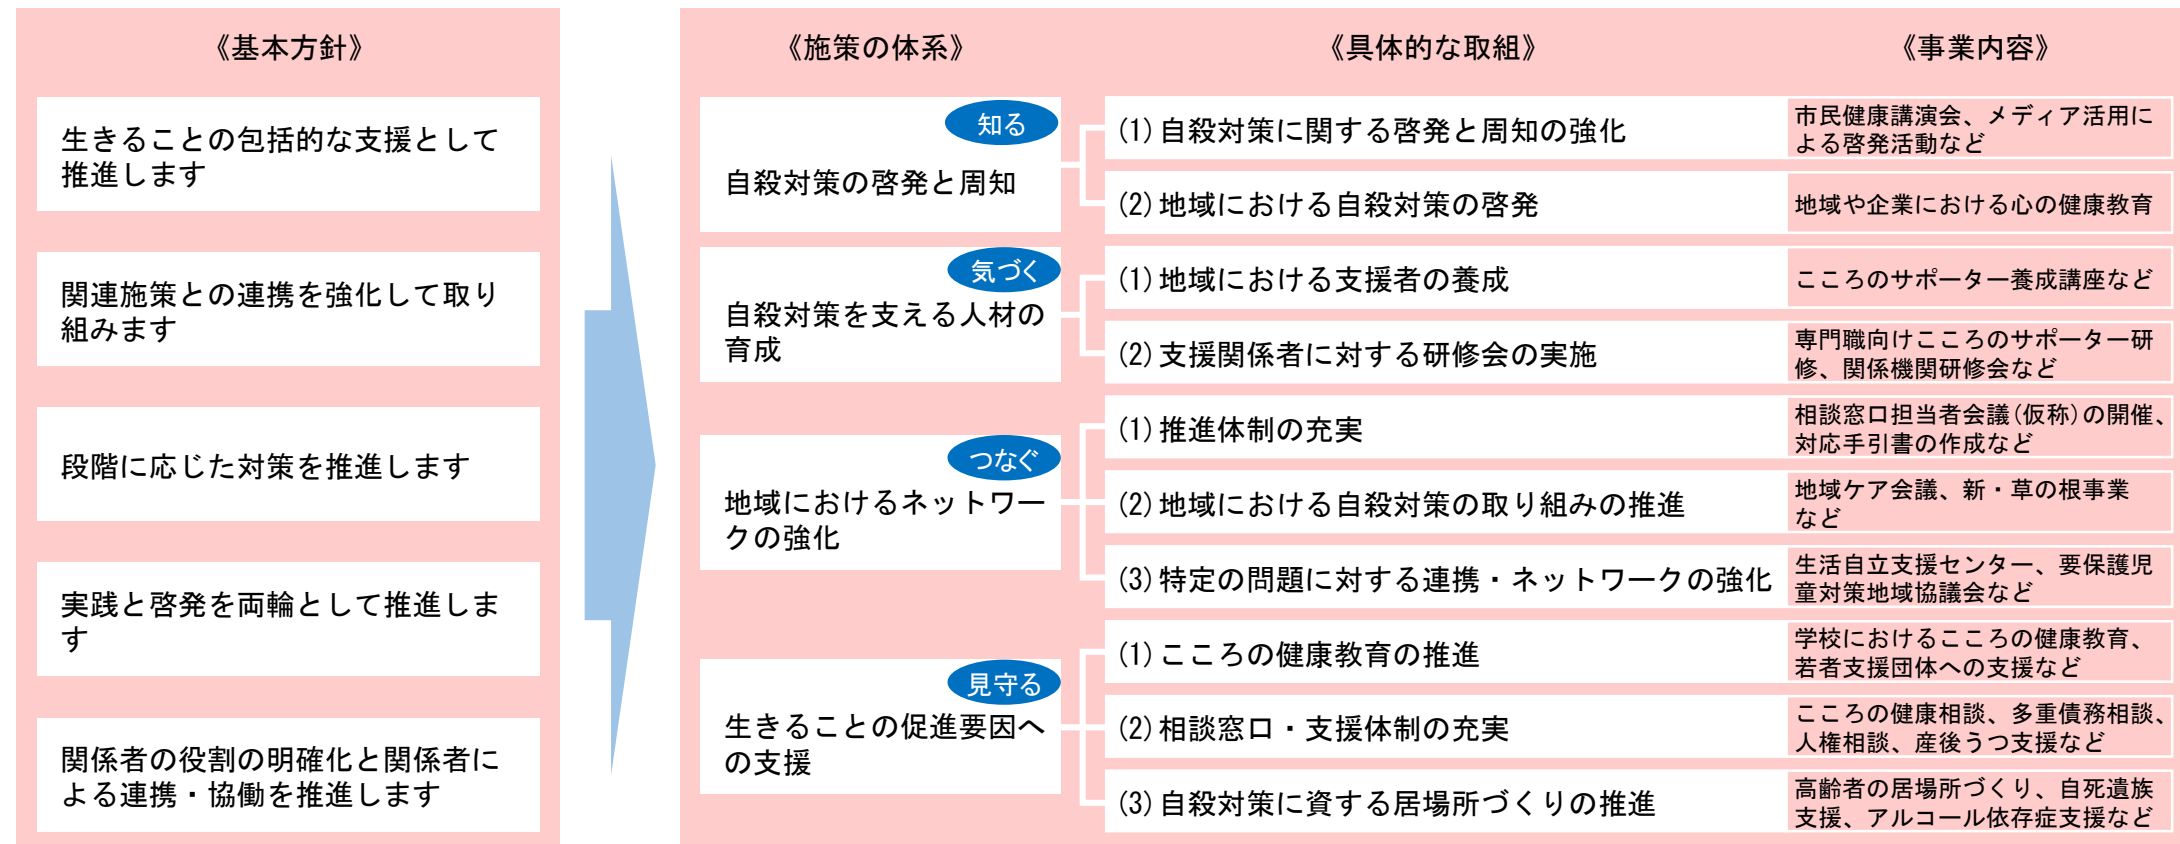 《基本方針》
生きることの包括的な支援として
推進します
関連施策との連携を強化して取り
組みます
段階に応じた対策を推進します
実践と啓発を両輪として推進しま
す
関係者の役割の明確化と関係者に
よる連携・協働を推進します
《施策の体系》
《具体的な取組》
《事業内容》
知る
自殺対策の啓発と周知
(1)自殺対策に関する啓発と周知の強化
市民健康講演会、メディア活用に
よる啓発活動など
(2)地域における自殺対策の啓発
地域や企業における心の健康教育
気づく
自殺対策を支える人材の
育成
(1)地域における支援者の養成
こころのサポーター養成講座など
(2)支援関係者に対する研修会の実施
専門職向けこころのサポーター研
修、関係機関研修会など
つなぐ
地域におけるネットワー
クの強化
(1)推進体制の充実
相談窓口担当者会議(仮称)の開催、
対応手引書の作成など
(2)地域における自殺対策の取り組みの推進
地域ケア会議、新・草の根事業
など
(3)特定の問題に対する連携・ネットワークの強化
生活自立支援センター、要保護児
童対策地域協議会など
見守る
生きることの促進要因へ
の支援
(1)こころの健康教育の推進
学校におけるこころの健康教育、
若者支援団体への支援など
(2)相談窓口・支援体制の充実
こころの健康相談、多重債務相談、
人権相談、産後うつ支援など
(3)自殺対策に資する居場所づくりの推進
高齢者の居場所づくり、自死遺族
支援、アルコール依存症支援など